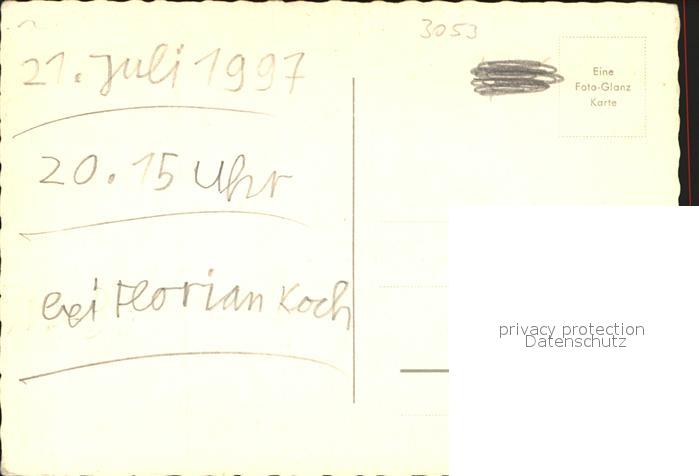 3053
21. Juli 1997
20.15 Uhr
bei Florian Koch
Eine
Foto-Glanz
Karte
privacy protection
Datenschutz